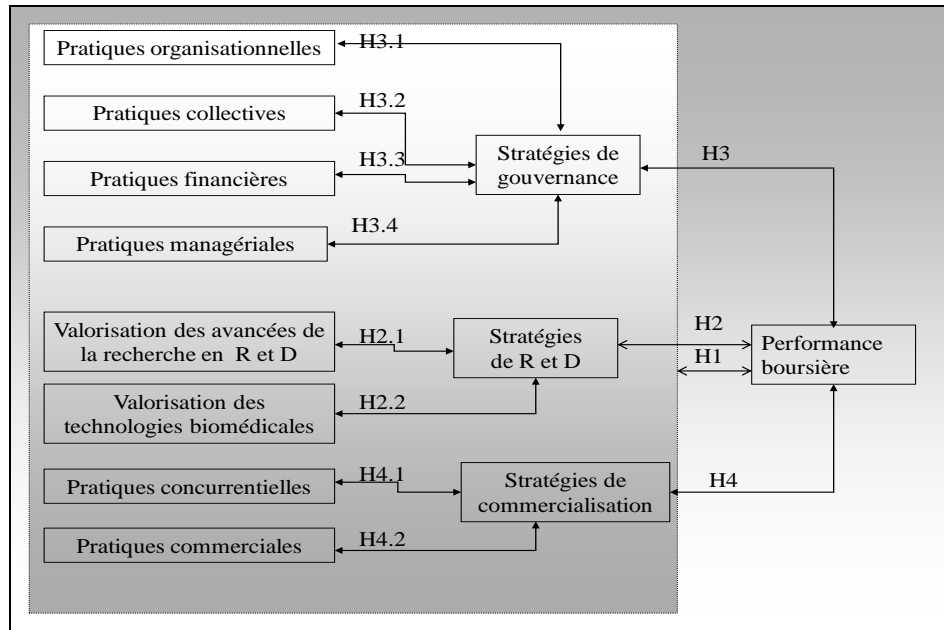 Pratiques organisationnelles
H3.1
Pratiques collectives
H3.2
Pratiques financières
H3.3
Pratiques managériales
H3.4
Stratégies de
gouvernance
H3
Valorisation des avancées de
la recherche en R et D
H2.1
Valorisation des
technologies biomédicales
H2.2
Stratégies
de R et D
H2
H1
Performance
boursière
Pratiques concurrentielles
H4.1
Pratiques commerciales
H4.2
Stratégies de
commercialisation
H4